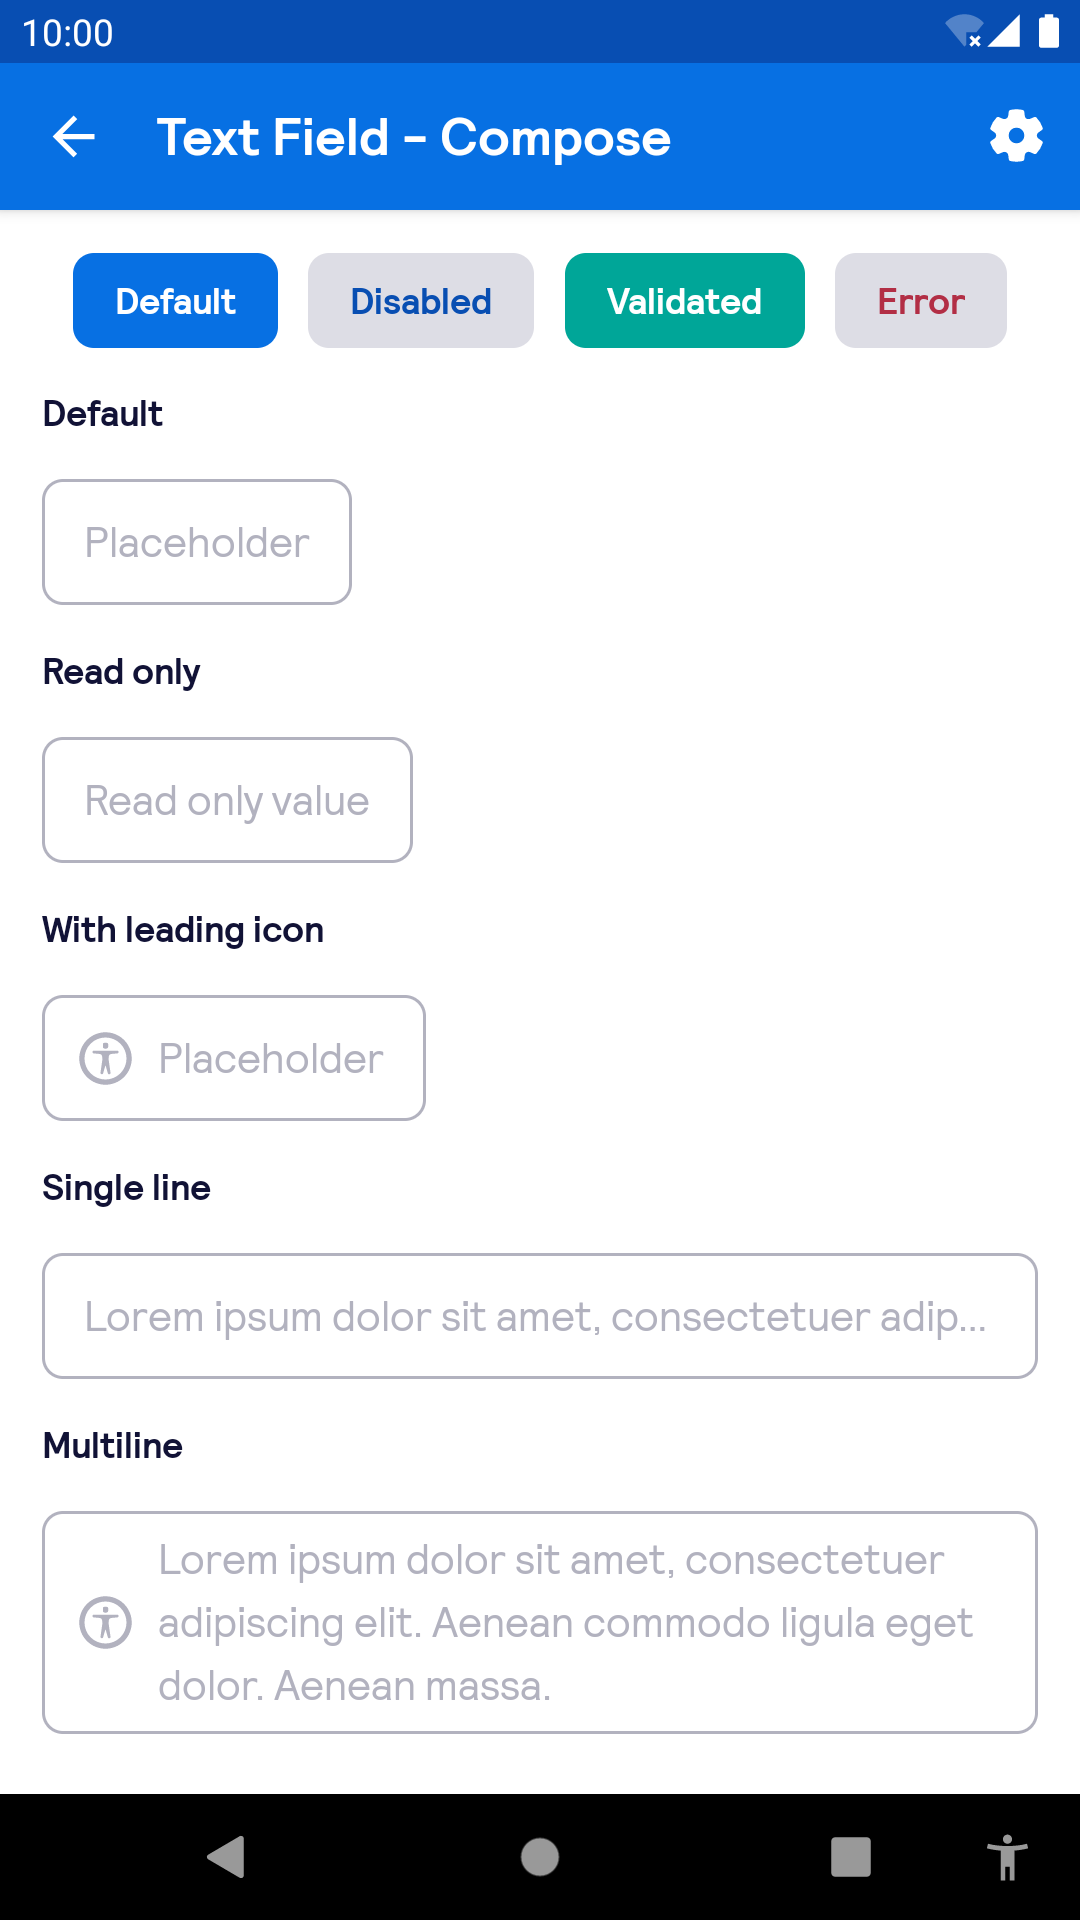 10:00
Text Field - Compose
Default
Disabled
Validated
Error
Default
Placeholder
Read only
Read only value
With leading icon
Placeholder
Single line
Lorem ipsum dolor sit amet, consectetuer adip...
Multiline
Lorem ipsum dolor sit amet, consectetuer
adipiscing elit. Aenean commodo ligula eget
dolor. Aenean massa.